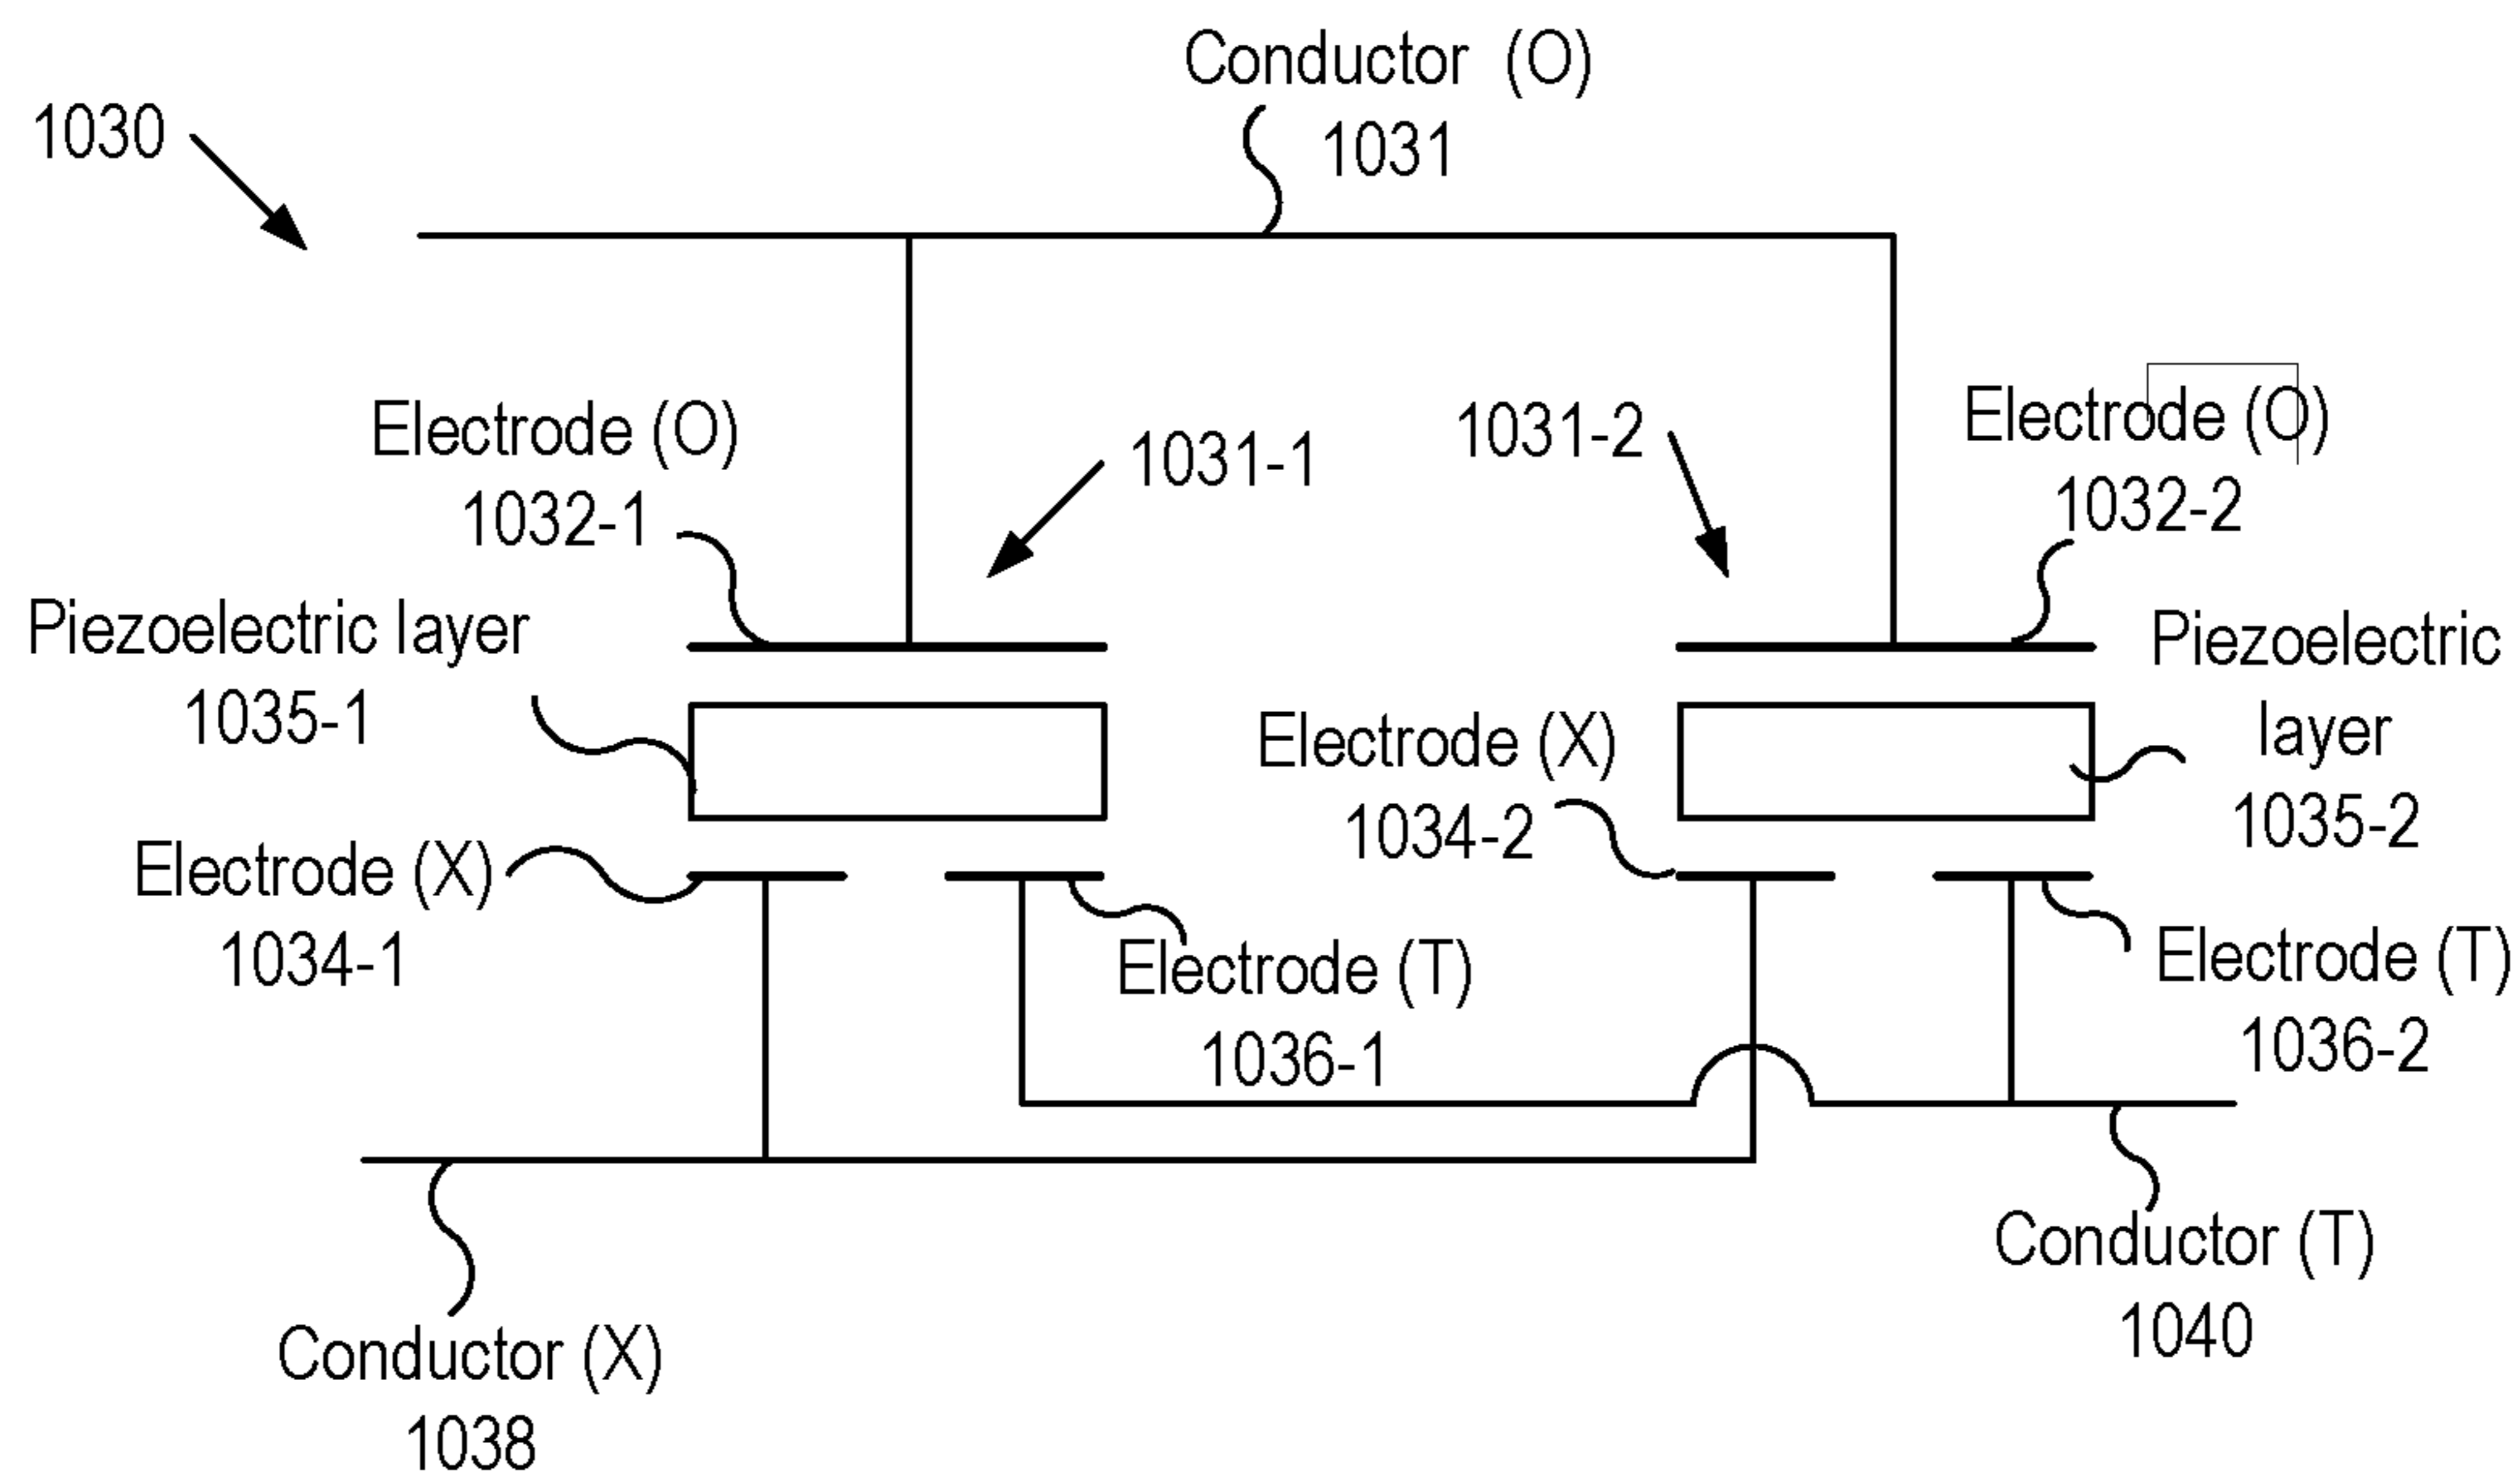 Conductor (O)
1031
1030
Electrode (O)
1032-1
1031-1
1031-2
Electrode (O)
1032-2
Piezoelectric layer
1035-1
Piezoelectric
layer
1035-2
Electrode (X)
1034-2
Electrode (X)
1034-1
Electrode (T)
1036-1
Electrode (T)
1036-2
Conductor (T)
1040
Conductor (X)
1038